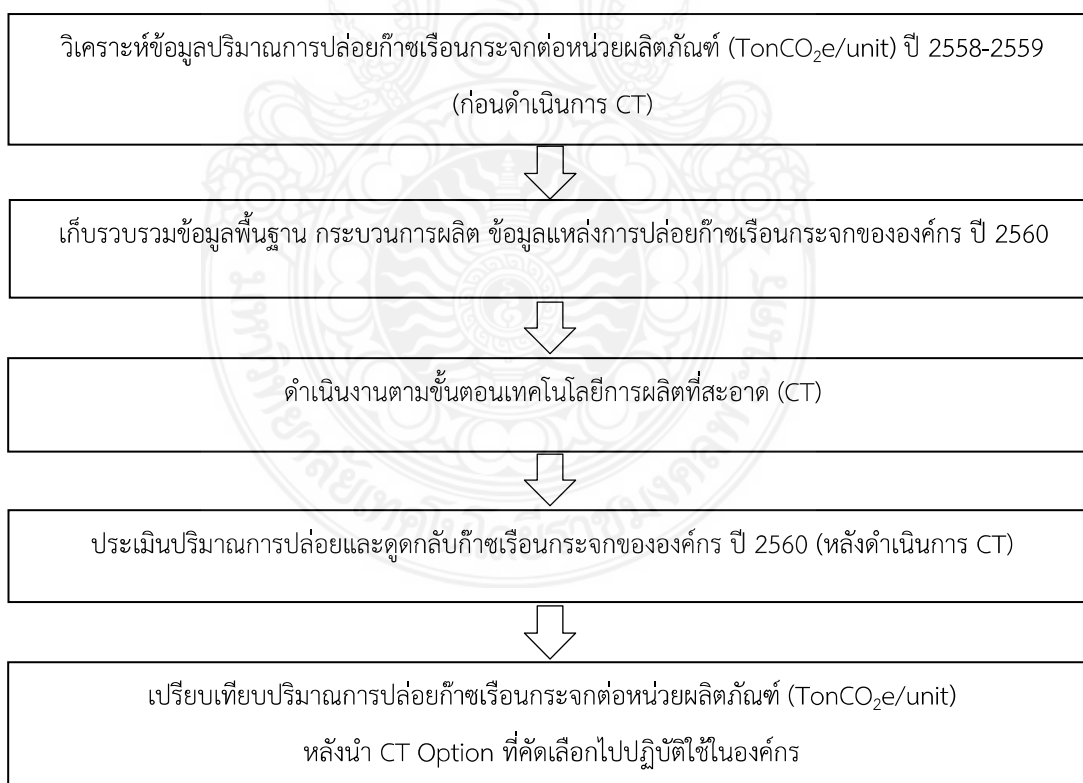 วิเคราะห์ข้อมูลปริมาณการปล่อยก๊าซเรือนกระจกต่อหน่วยผลิตภัณฑ์ (TonCO₂e/unit) ปี 2558-2559
(ก่อนดำเนินการ CT)
เก็บรวบรวมข้อมูลพื้นฐาน กระบวนการผลิต ข้อมูลแหล่งการปล่อยก๊าซเรือนกระจกขององค์กร ปี 2560
ดำเนินงานตามขั้นตอนเทคโนโลยีการผลิตที่สะอาด (CT)
ประเมินปริมาณการปล่อยและดูดกลับก๊าซเรือนกระจกขององค์กร ปี 2560 (หลังดำเนินการ CT)
เปรียบเทียบปริมาณการปล่อยก๊าซเรือนกระจกต่อหน่วยผลิตภัณฑ์ (TonCO₂e/unit)
หลังนำ CT Option ที่คัดเลือกไปปฏิบัติใช้ในองค์กร